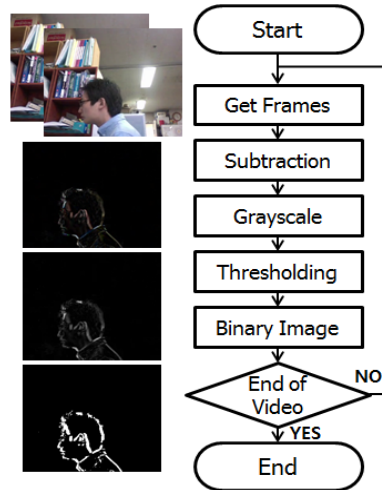 Start
Get Frames
Subtraction
Grayscale
Thresholding
Binary Image
End of
Video
NO
YES
End